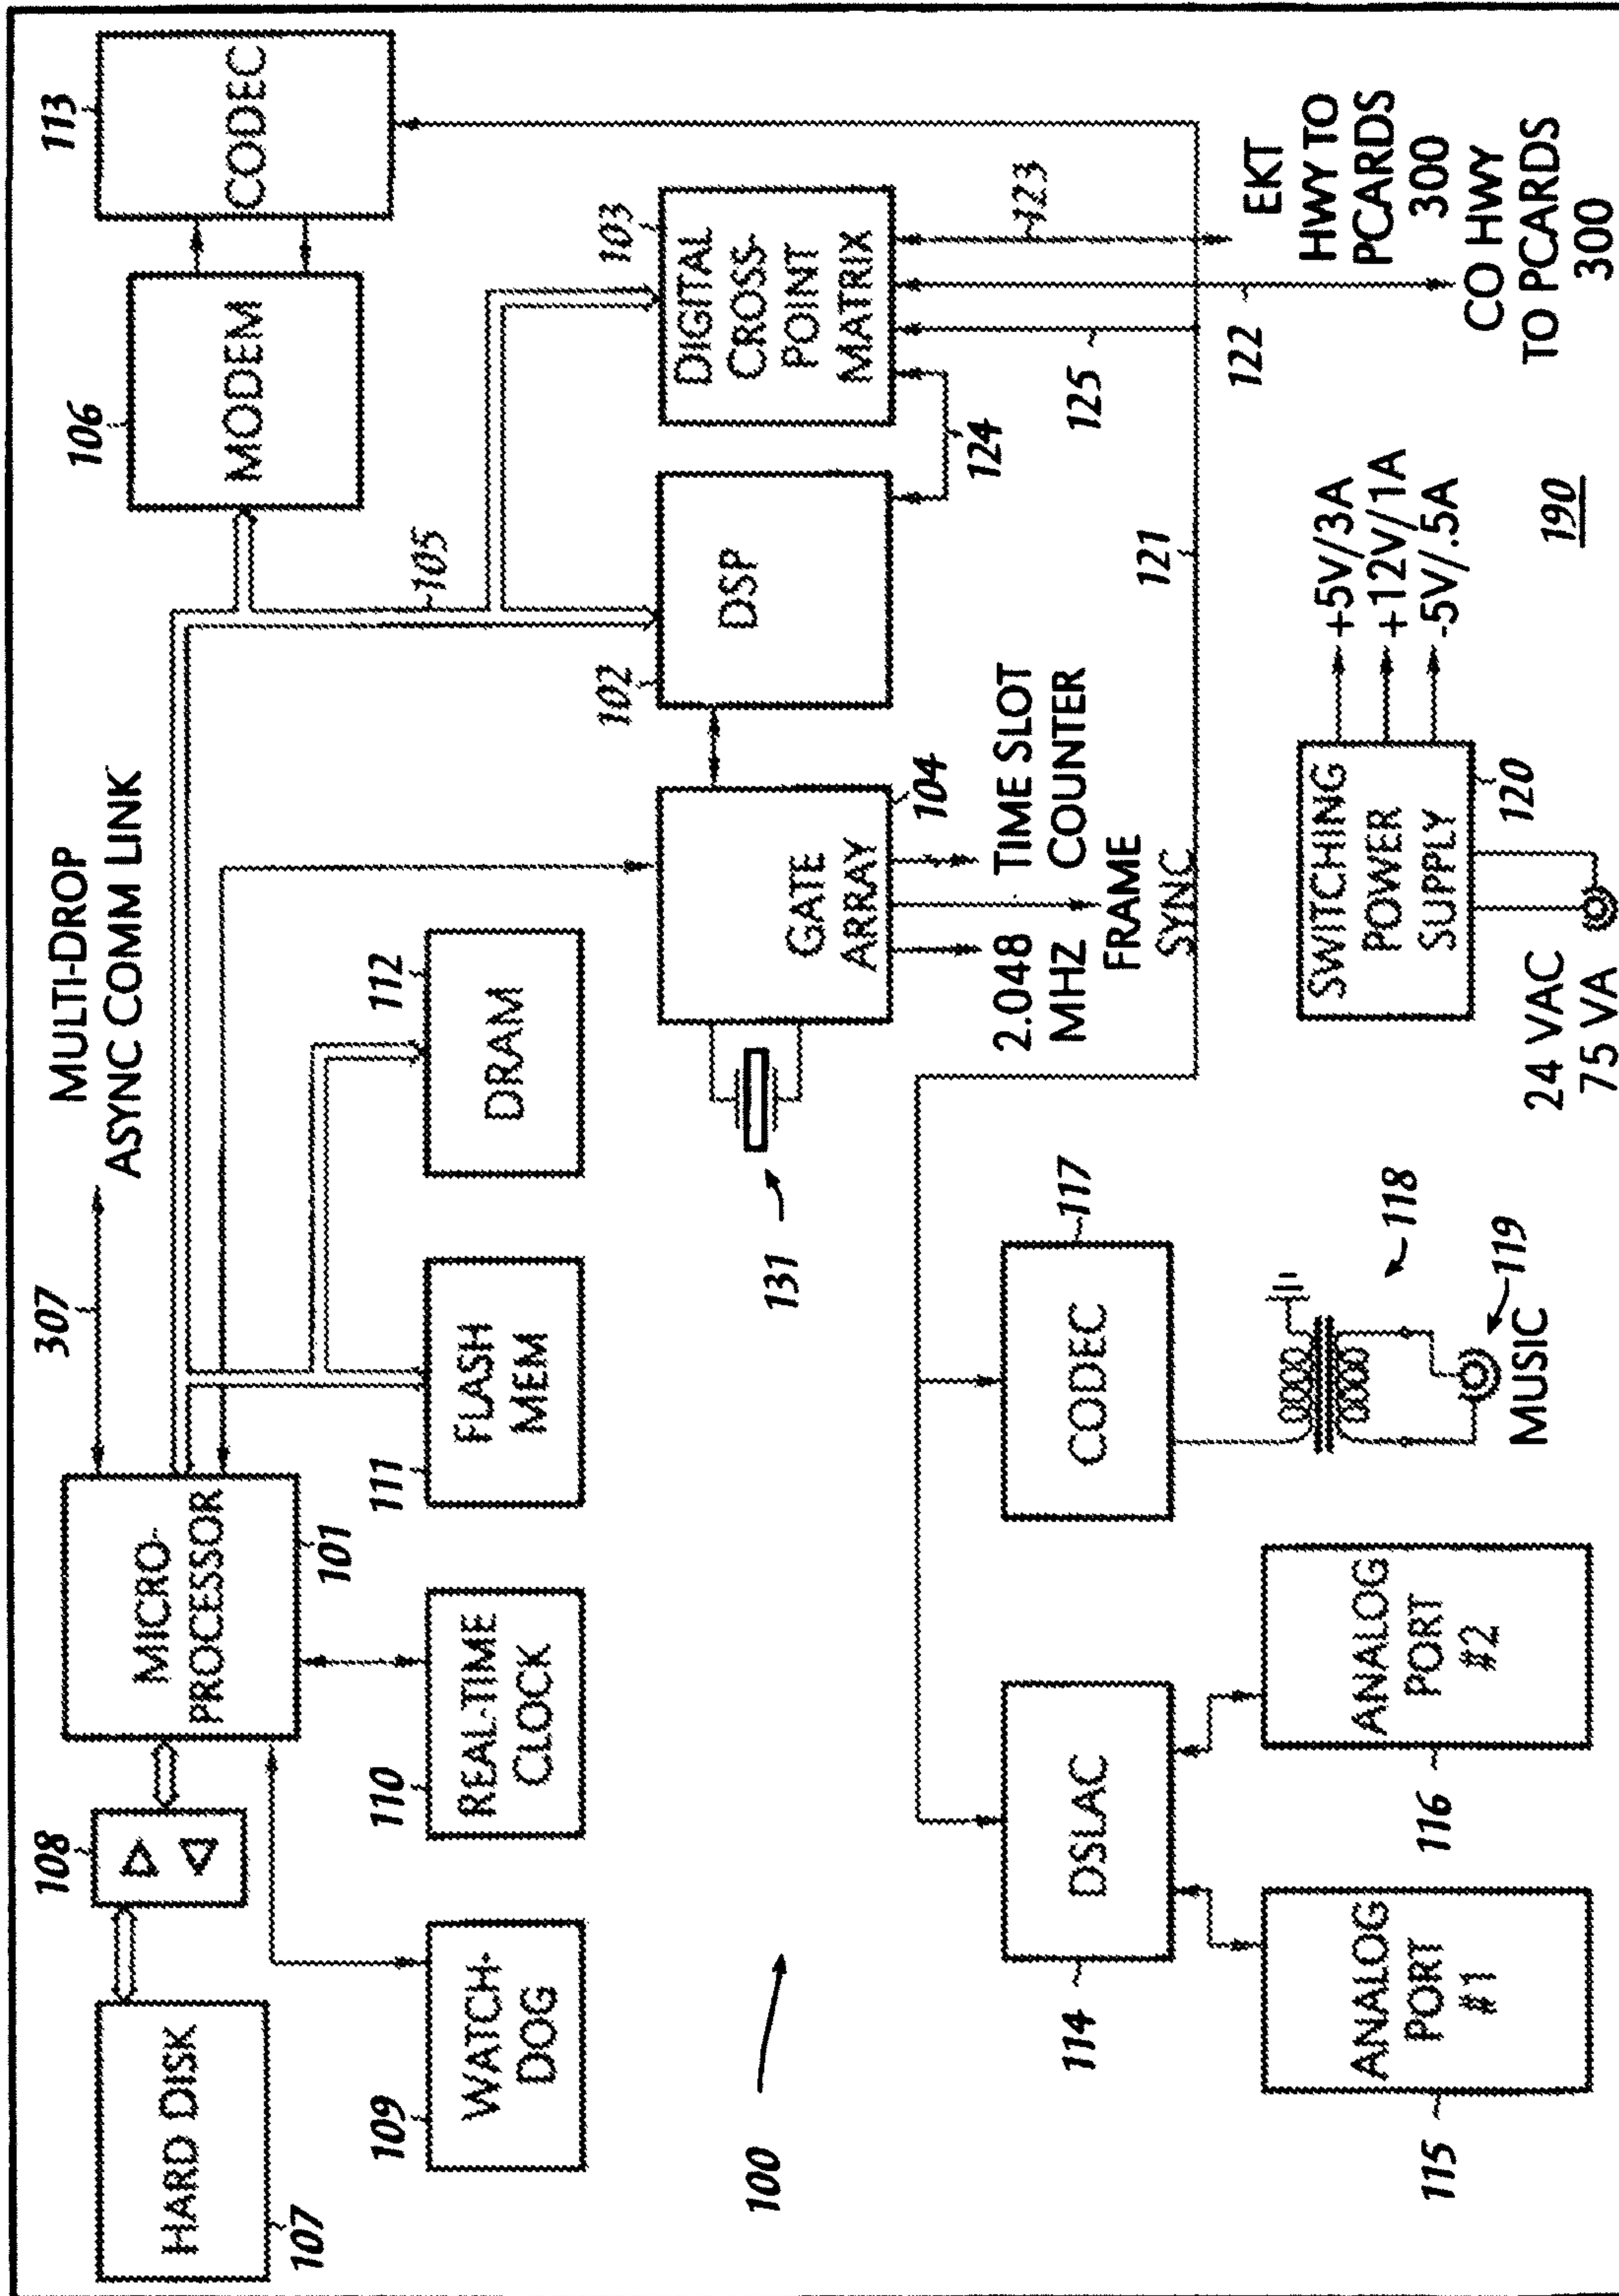 HARD DISK
107
108
MICRO-
PROCESSOR
101
307
MULTI-DROP
ASYNC COMM LINK
106
MODEM
113
CODEC
109
WATCH-
DOG
110
REAL-TIME
CLOCK
111
FLASH
MEM
112
DRAM
105
102
DSP
103
DIGITAL
CROSS-
POINT
MATRIX
GATE
ARRAY
104
131
2.048
MHZ
TIME SLOT
COUNTER
FRAME
SYNC
124
125
123
122
121
EKT
HWY TO
PCARDS
300
CO HWY
TO PCARDS
300
100
114
DSLAC
117
CODEC
115
ANALOG
PORT
#1
116
ANALOG
PORT
#2
118
119
MUSIC
SWITCHING
POWER
SUPPLY
120
24 VAC
75 VA
+5V/3A
+12V/1A
-5V/.5A
190